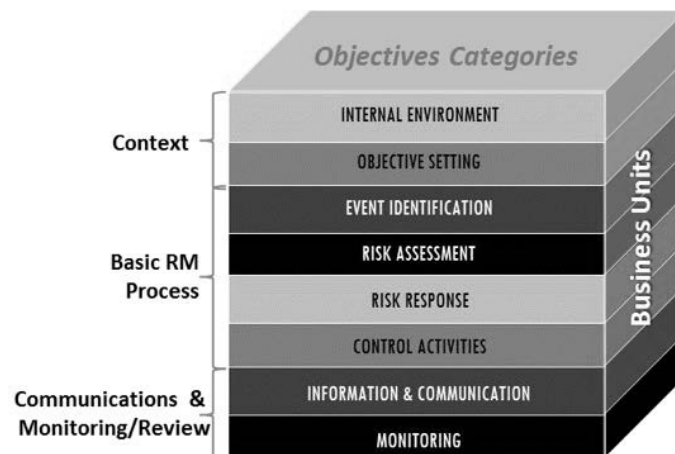 Objectives Categories
Context
INTERNAL ENVIRONMENT
OBJECTIVE SETTING
Basic RM
Process
EVENT IDENTIFICATION
RISK ASSESSMENT
RISK RESPONSE
CONTROL ACTIVITIES
Communications &
Monitoring/Review
INFORMATION & COMMUNICATION
MONITORING
Business Units